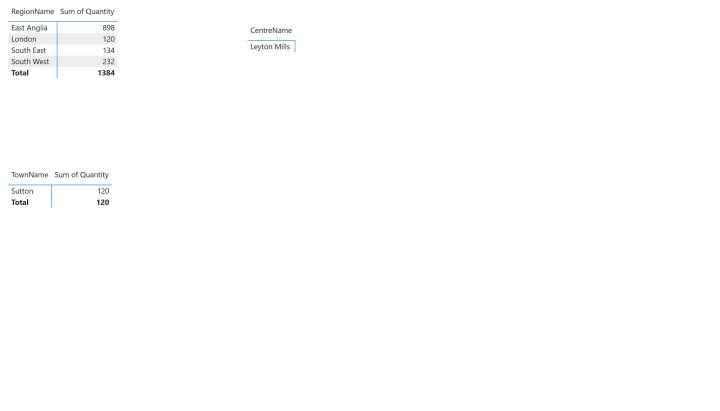 RegionName Sum of Quantity
East Anglia 898
London 120
South East 134
South West 232
Total 1384
CentreName
Leyton Mills
TownName Sum of Quantity
Sutton 120
Total 120